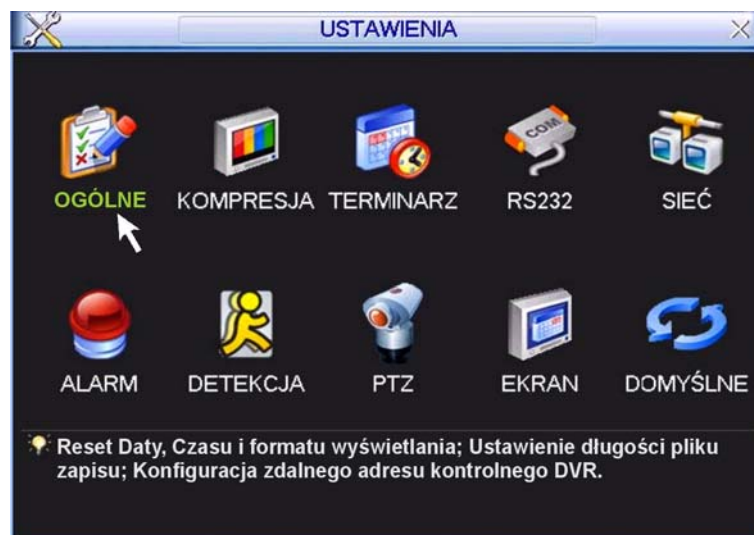 USTAWIENIA
OGÓLNE
KOMPRESJA
TERMINARZ
COM
RS232
SIEĆ
ALARM
DETEKCJA
PTZ
EKRAN
DOMYŚLNE
Reset Daty, Czasu i formatu wyświetlania; Ustawienie długości pliku
zapisu; Konfiguracja zdalnego adresu kontrolnego DVR.